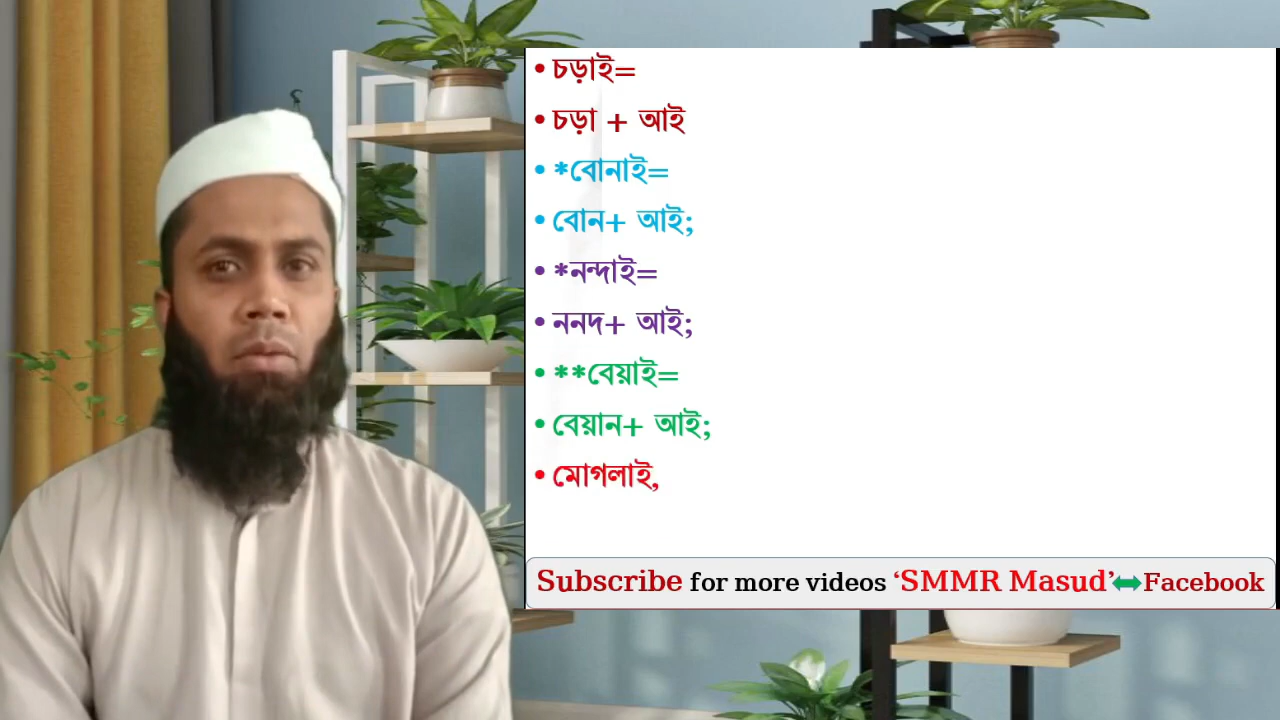 • চড়াই=
• চড়া + আই
• *বোনাই=
• বোন+ আই;
• *নন্দাই=
• ননদ+ আই;
• **বেয়াই=
• বেয়ান+ আই;
• মোগলাই,
Subscribe for more videos ‘SMMR Masud’⬌Facebook